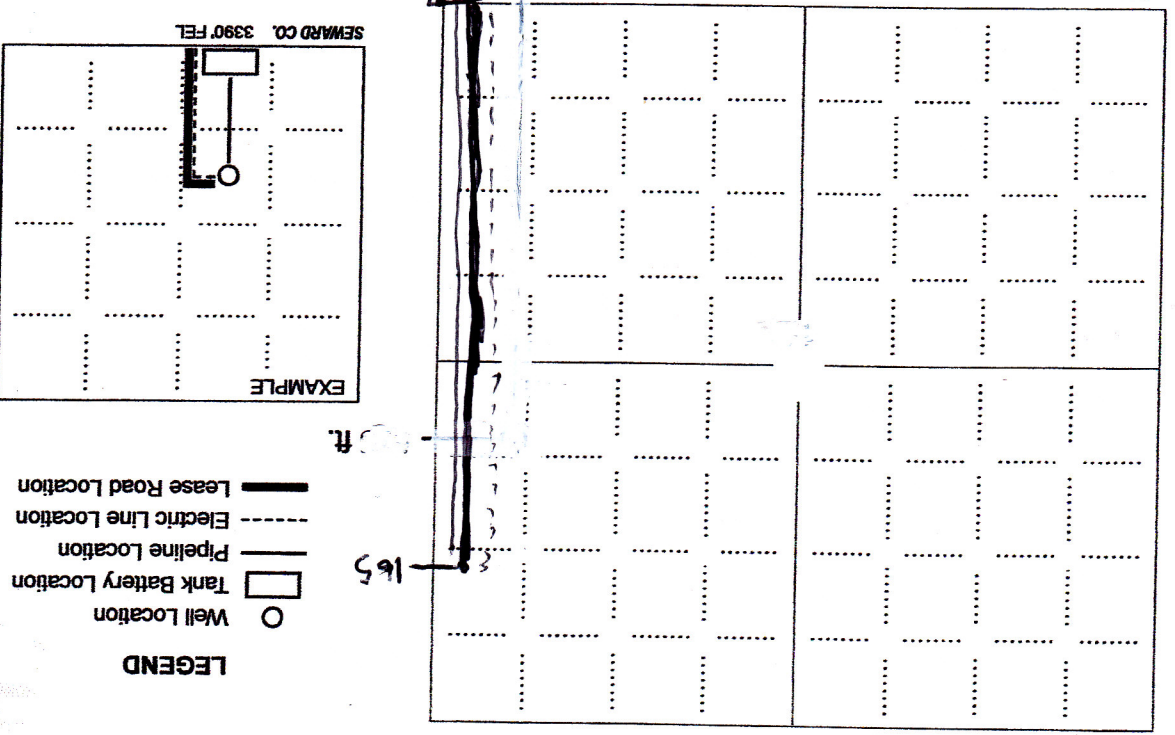 LEGEND
Well Location
Tank Battery Location
Pipeline Location
Electric Line Location
Lease Road Location
165
ft.
EXAMPLE
SEWARD CO. 3390' FEL